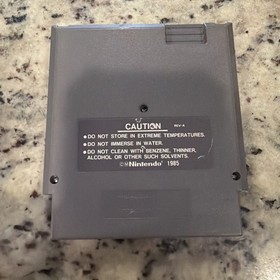 REV-A
CAUTION
• DO NOT STORE IN EXTREME TEMPERATURES.
• DO NOT IMMERSE IN WATER.
• DO NOT CLEAN WITH BENZENE, THINNER,
ALCOHOL OR OTHER SUCH SOLVENTS.
©®Nintendo® 1985